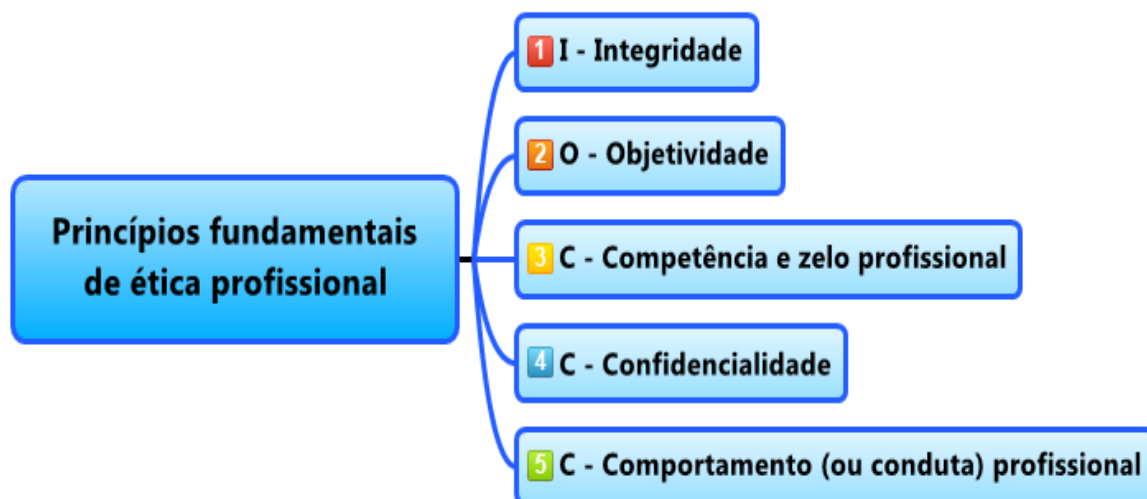 Princípios fundamentais
de ética profissional
1 I - Integridade
2 O - Objetividade
3 C - Competência e zelo profissional
4 C - Confidencialidade
5 C - Comportamento (ou conduta) profissional